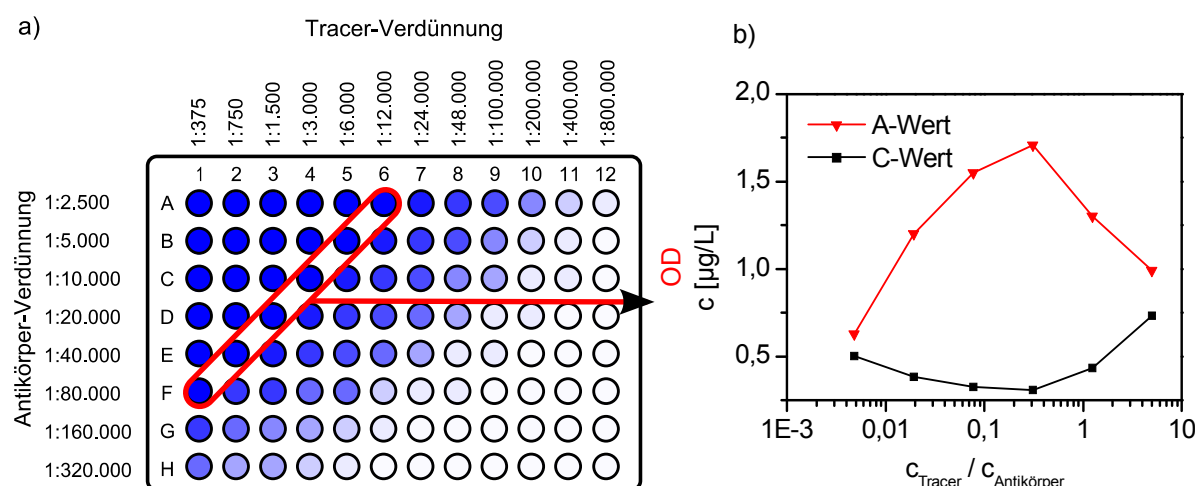 a)
Tracer-Verdünnung
1:375
1:750
1:1.500
1:3.000
1:6.000
1:12.000
1:24.000
1:48.000
1:100.000
1:200.000
1:400.000
1:800.000
1 2 3 4 5 6 7 8 9 10 11 12
Antikörper-Verdünnung
1:2.500 A
1:5.000 B
1:10.000 C
1:20.000 D
1:40.000 E
1:80.000 F
1:160.000 G
1:320.000 H
b)
OD
c [µg/L]
2,0
1,5
1,0
0,5
A-Wert
C-Wert
1E-3 0,01 0,1 1 10
cTracer / cAntikörper